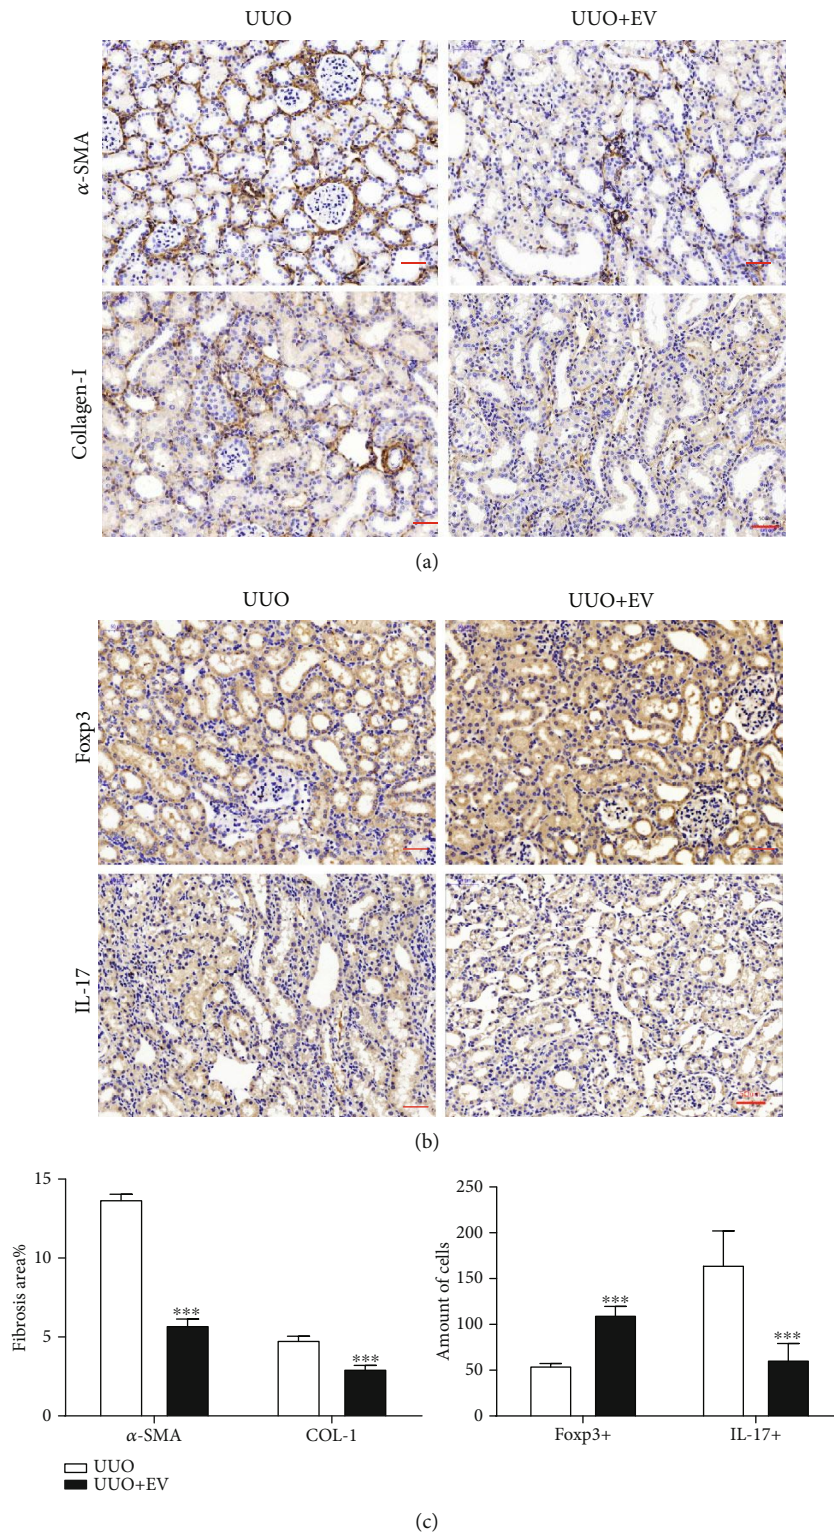 UUO UUO+EV
α-SMA
Collagen-I
(a)
UUO UUO+EV
Foxp3
IL-17
(b)
15
10
5
0
Fibrosis area%
***
***
α-SMA COL-1
UUO
UUO+EV
250
200
150
100
50
0
Amount of cells
***
***
Foxp3+ IL-17+
(c)